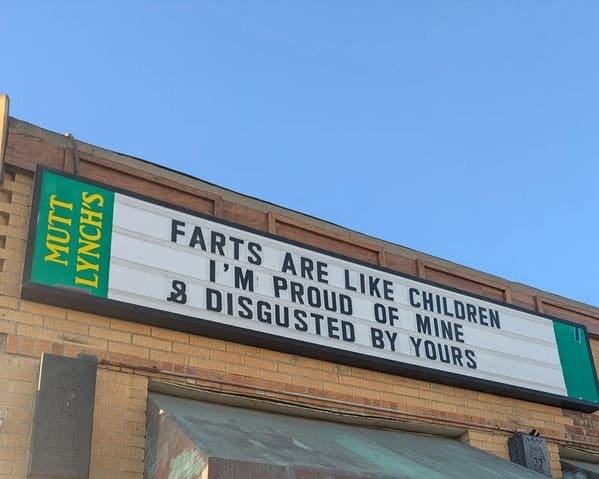 MUTT
LYNCH'S
FARTS ARE LIKE CHILDREN
I'M PROUD OF MINE
& DISGUSTED BY YOURS